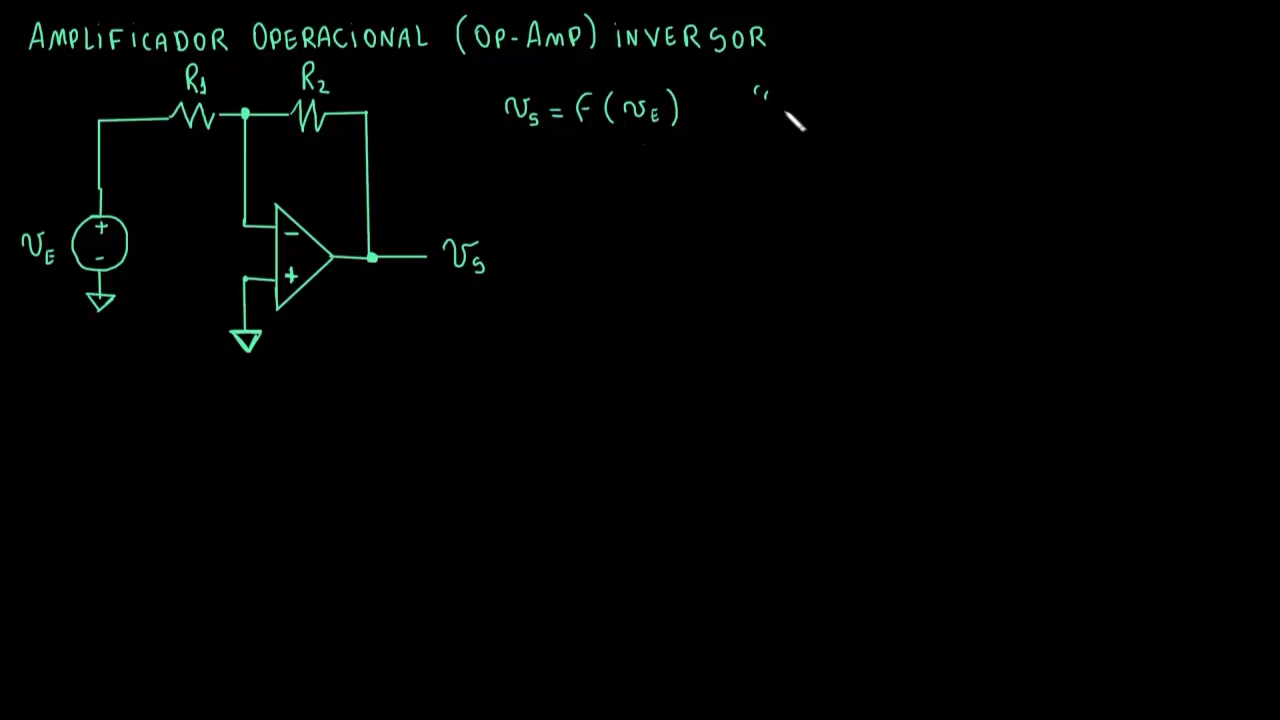 AMPLIFICADOR OPERACIONAL (OP-AMP) INVERSOR
R1 R2
vS = F(vE) "
vE + - - + vS